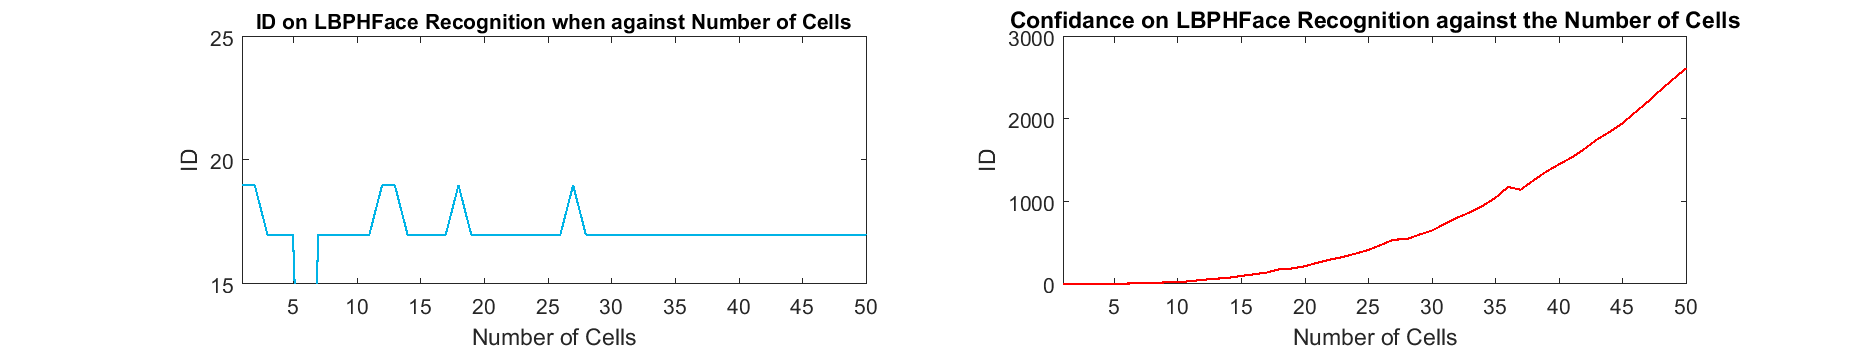 ID on LBPHFace Recognition when against Number of Cells
25
20
15
ID
5 10 15 20 25 30 35 40 45 50
Number of Cells
Confidance on LBPHFace Recognition against the Number of Cells
3000
2000
1000
0
ID
5 10 15 20 25 30 35 40 45 50
Number of Cells